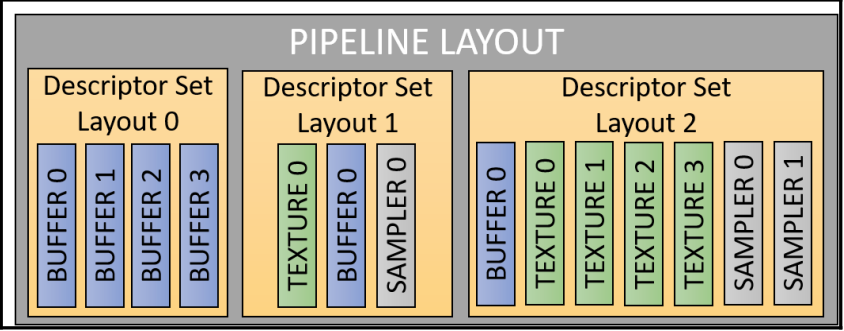 PIPELINE LAYOUT
Descriptor Set
Layout 0
BUFFER 0
BUFFER 1
BUFFER 2
BUFFER 3
Descriptor Set
Layout 1
TEXTURE 0
BUFFER 0
SAMPLER 0
Descriptor Set
Layout 2
BUFFER 0
TEXTURE 0
TEXTURE 1
TEXTURE 2
TEXTURE 3
SAMPLER 0
SAMPLER 1